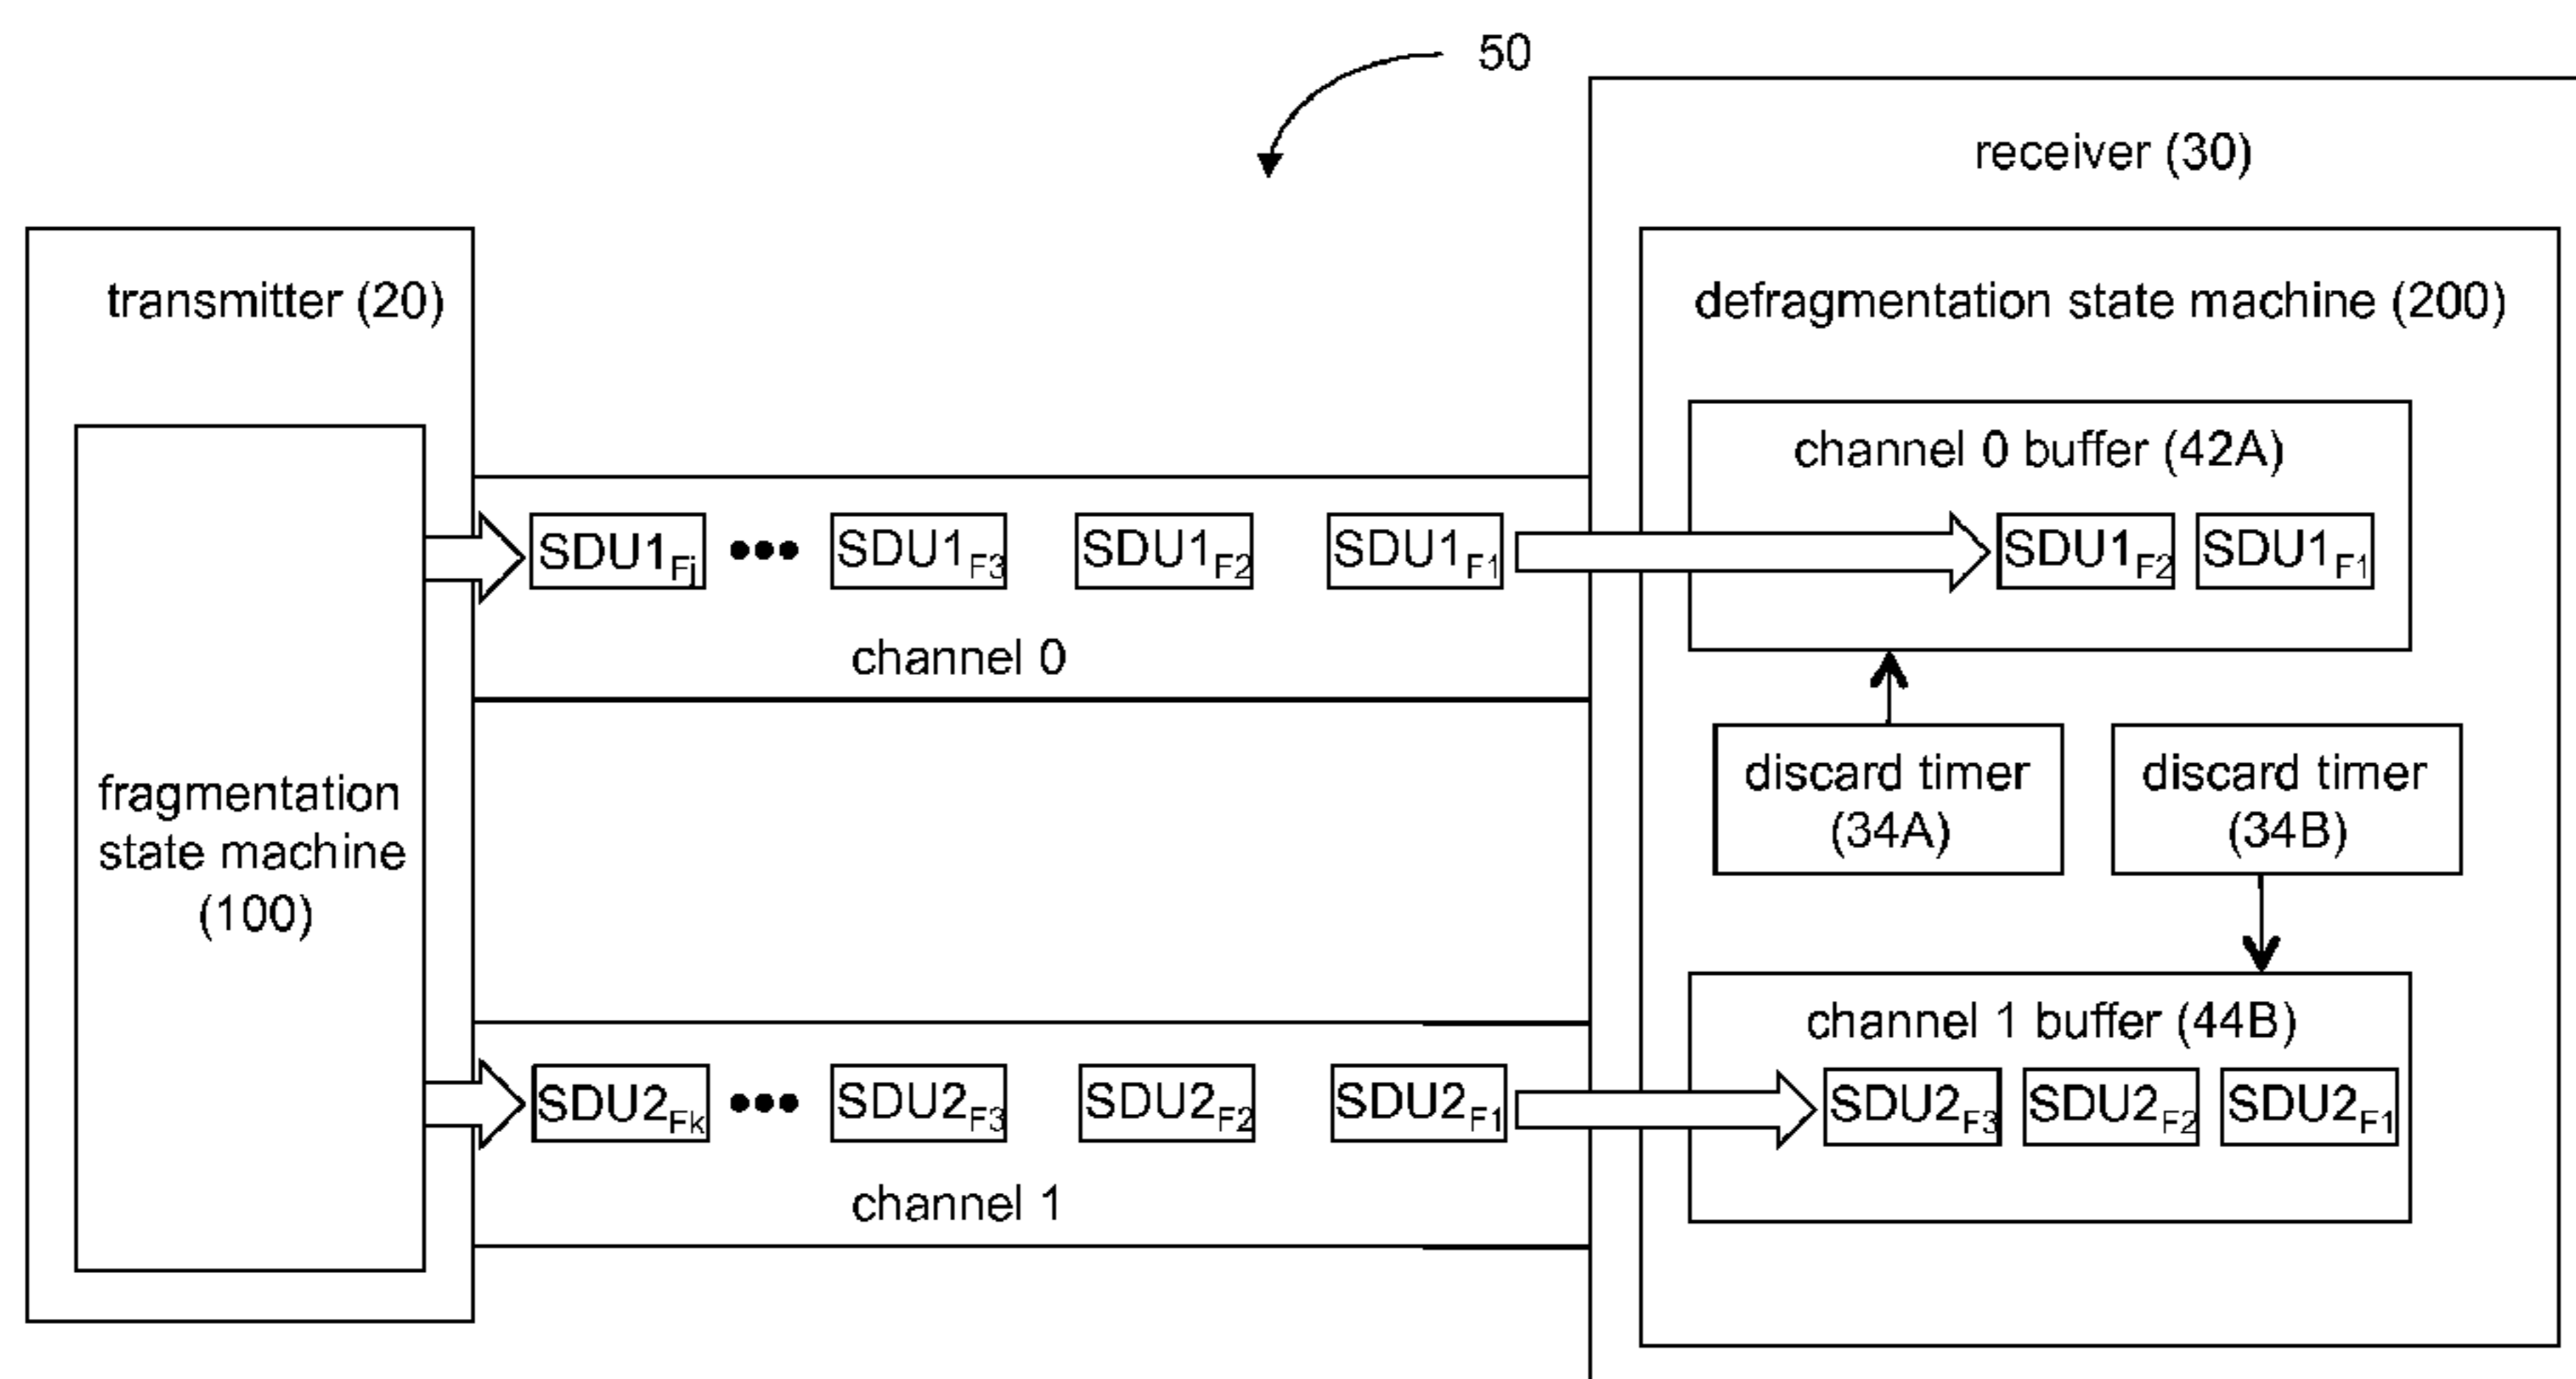 50
receiver (30)
transmitter (20)
defragmentation state machine (200)
channel 0 buffer (42A)
SDU1Fj ••• SDU1F3 SDU1F2 SDU1F1
SDU1F2 SDU1F1
channel 0
fragmentation
state machine
(100)
discard timer
(34A)
discard timer
(34B)
channel 1 buffer (44B)
SDU2Fk ••• SDU2F3 SDU2F2 SDU2F1
SDU2F3 SDU2F2 SDU2F1
channel 1